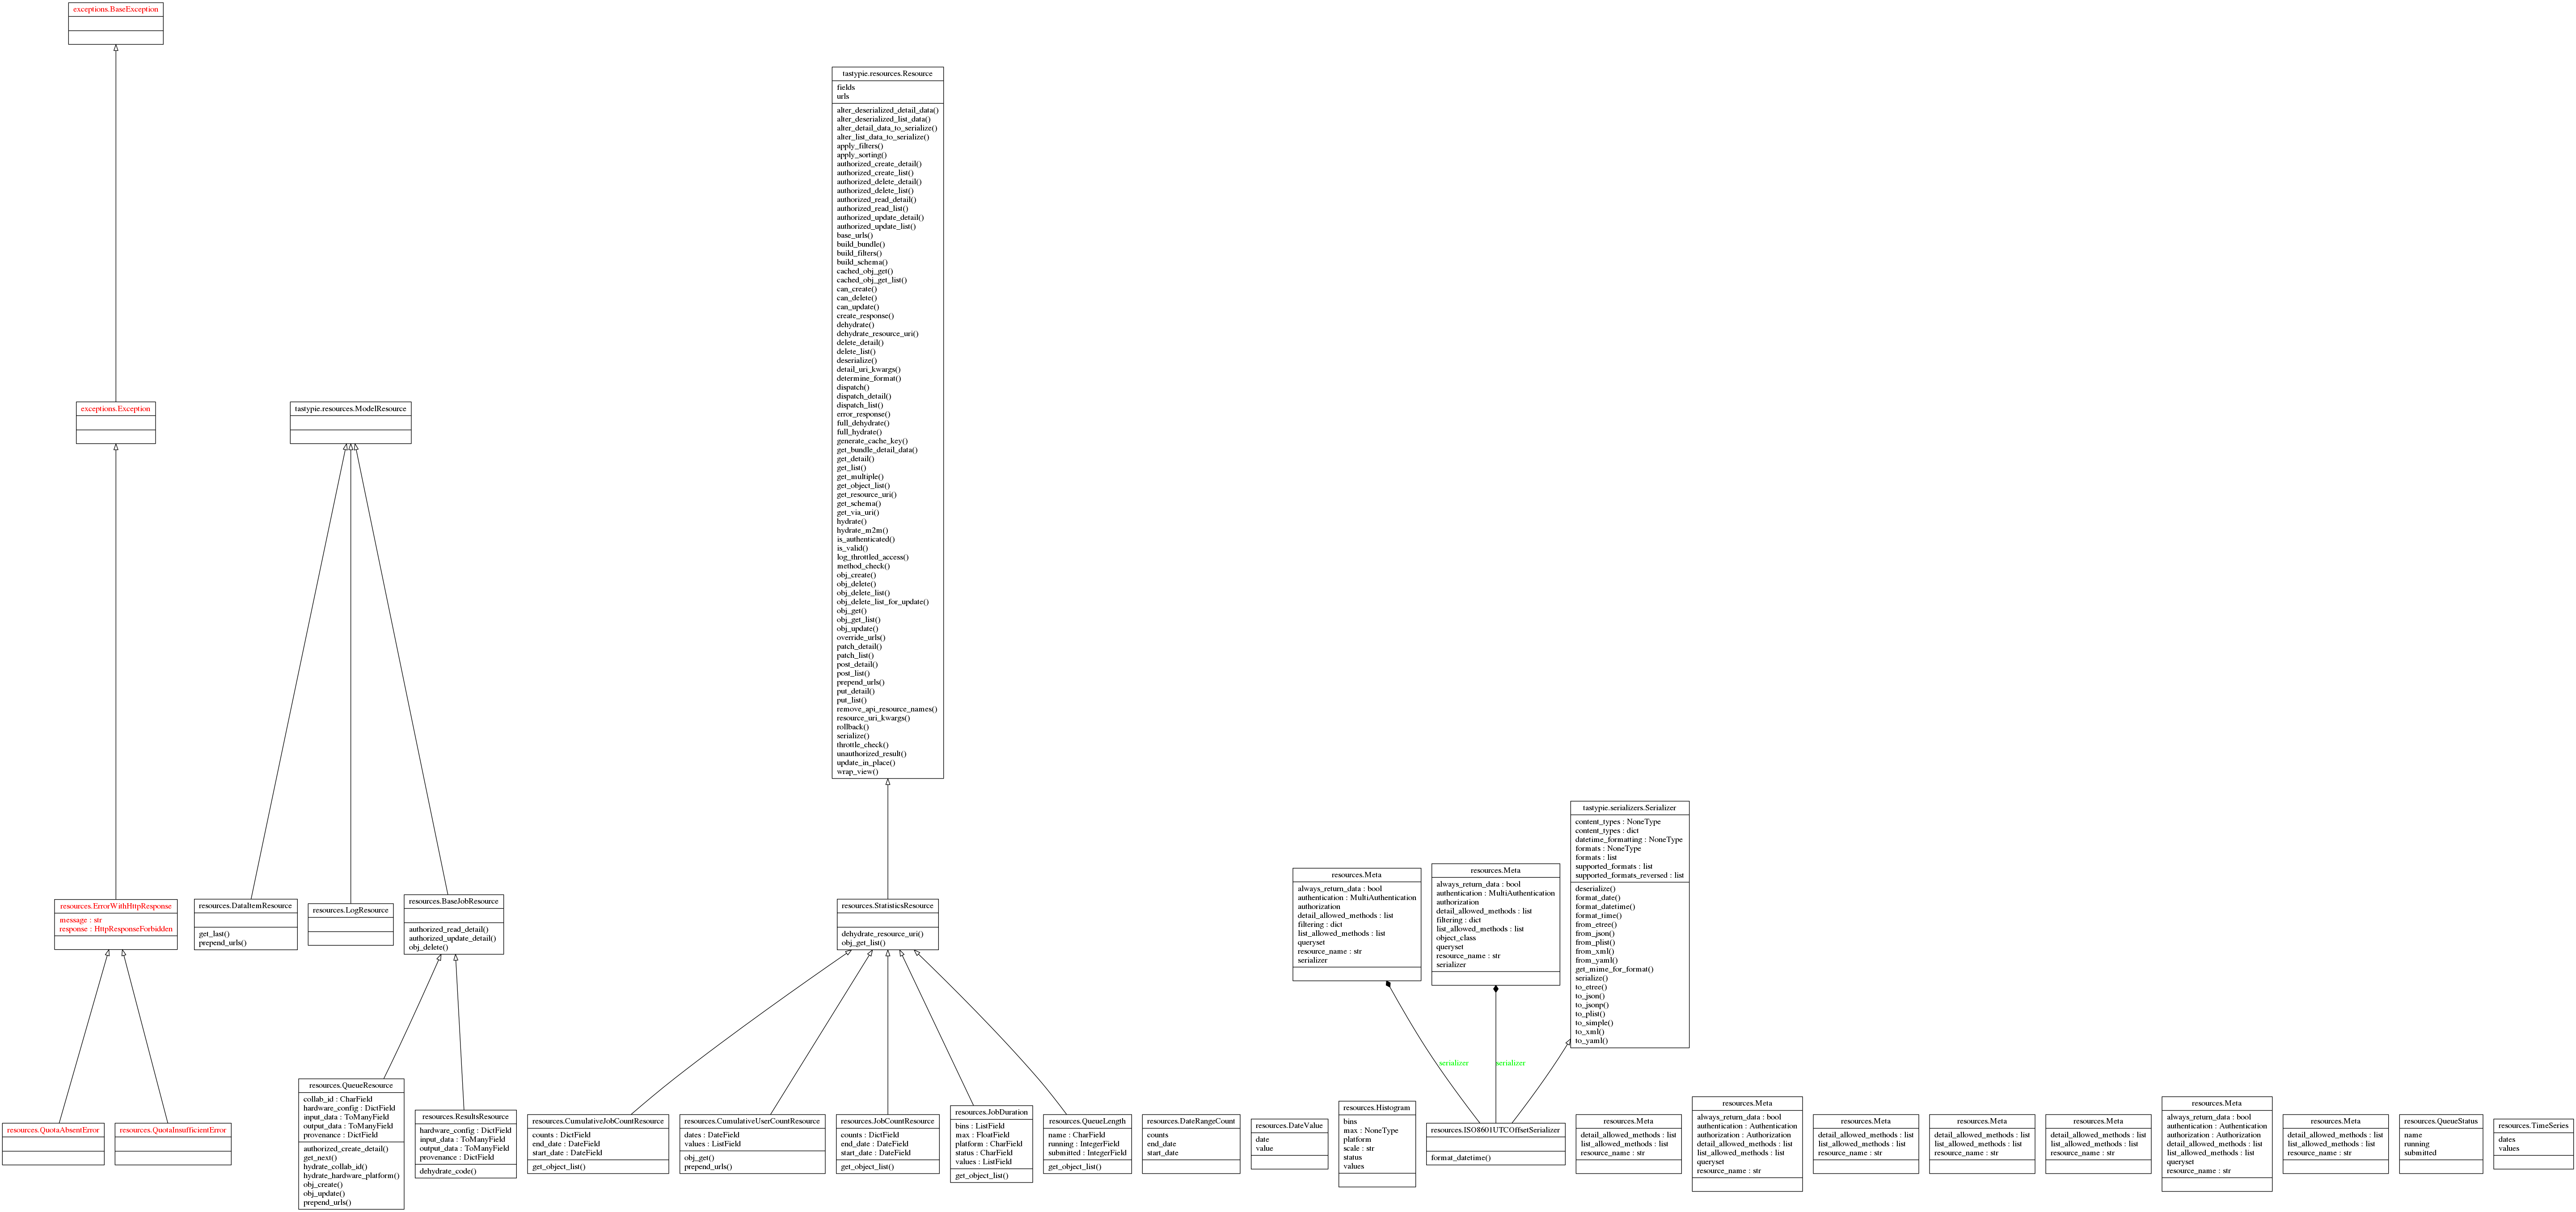 exceptions.BaseException
tastypie.resources.Resource
fields
urls
alter_deserialized_detail_data()
alter_deserialized_list_data()
alter_detail_data_to_serialize()
alter_list_data_to_serialize()
apply_filters()
apply_sorting()
authorized_create_detail()
authorized_create_list()
authorized_delete_detail()
authorized_delete_list()
authorized_read_detail()
authorized_read_list()
authorized_update_detail()
authorized_update_list()
base_urls()
build_bundle()
build_filters()
build_schema()
cached_obj_get()
cached_obj_get_list()
can_create()
can_delete()
can_update()
create_response()
dehydrate()
dehydrate_resource_uri()
delete_detail()
delete_list()
deserialize()
detail_uri_kwargs()
determine_format()
dispatch()
dispatch_detail()
dispatch_list()
error_response()
full_dehydrate()
full_hydrate()
generate_cache_key()
get_bundle_detail_data()
get_detail()
get_list()
get_multiple()
get_object_list()
get_resource_uri()
get_schema()
get_via_uri()
hydrate()
hydrate_m2m()
is_authenticated()
is_valid()
log_throttled_access()
method_check()
obj_create()
obj_delete()
obj_delete_list()
obj_delete_list_for_update()
obj_get()
obj_get_list()
obj_update()
override_urls()
patch_detail()
patch_list()
post_detail()
post_list()
prepend_urls()
put_detail()
put_list()
remove_api_resource_names()
resource_uri_kwargs()
rollback()
serialize()
throttle_check()
unauthorized_result()
update_in_place()
wrap_view()
exceptions.Exception
tastypie.resources.ModelResource
resources.ErrorWithHttpResponse
message : str
response : HttpResponseForbidden
resources.DataItemResource
get_last()
prepend_urls()
resources.LogResource
resources.BaseJobResource
authorized_read_detail()
authorized_update_detail()
obj_delete()
resources.StatisticsResource
dehydrate_resource_uri()
obj_get_list()
resources.Meta
always_return_data : bool
authentication : MultiAuthentication
authorization
detail_allowed_methods : list
filtering : dict
list_allowed_methods : list
queryset
resource_name : str
serializer
resources.Meta
always_return_data : bool
authentication : MultiAuthentication
authorization
detail_allowed_methods : list
filtering : dict
list_allowed_methods : list
object_class
queryset
resource_name : str
serializer
tastypie.serializers.Serializer
content_types : NoneType
content_types : dict
datetime_formatting : NoneType
formats : NoneType
formats : list
supported_formats : list
supported_formats_reversed : list
deserialize()
format_date()
format_datetime()
format_time()
from_etree()
from_json()
from_plist()
from_xml()
from_yaml()
get_mime_for_format()
serialize()
to_etree()
to_json()
to_jsonp()
to_plist()
to_simple()
to_xml()
to_yaml()
serializer
serializer
resources.QuotaAbsentError
resources.QuotaInsufficientError
resources.QueueResource
collab_id : CharField
hardware_config : DictField
input_data : ToManyField
output_data : ToManyField
provenance : DictField
authorized_create_detail()
get_next()
hydrate_collab_id()
hydrate_hardware_platform()
obj_create()
obj_update()
prepend_urls()
resources.ResultsResource
hardware_config : DictField
input_data : ToManyField
output_data : ToManyField
provenance : DictField
dehydrate_code()
resources.CumulativeJobCountResource
counts : DictField
end_date : DateField
start_date : DateField
get_object_list()
resources.CumulativeUserCountResource
dates : DateField
values : ListField
obj_get()
prepend_urls()
resources.JobCountResource
counts : DictField
end_date : DateField
start_date : DateField
get_object_list()
resources.JobDuration
bins : ListField
max : FloatField
platform : CharField
status : CharField
values : ListField
get_object_list()
resources.QueueLength
name : CharField
running : IntegerField
submitted : IntegerField
get_object_list()
resources.DateRangeCount
counts
end_date
start_date
resources.DateValue
date
value
resources.Histogram
bins
max : NoneType
platform
scale : str
status
values
resources.ISO8601UTCOffsetSerializer
format_datetime()
resources.Meta
detail_allowed_methods : list
list_allowed_methods : list
resource_name : str
resources.Meta
always_return_data : bool
authentication : Authentication
authorization : Authorization
detail_allowed_methods : list
list_allowed_methods : list
queryset
resource_name : str
resources.Meta
detail_allowed_methods : list
list_allowed_methods : list
resource_name : str
resources.Meta
detail_allowed_methods : list
list_allowed_methods : list
resource_name : str
resources.Meta
detail_allowed_methods : list
list_allowed_methods : list
resource_name : str
resources.Meta
always_return_data : bool
authentication : Authentication
authorization : Authorization
detail_allowed_methods : list
list_allowed_methods : list
queryset
resource_name : str
resources.Meta
detail_allowed_methods : list
list_allowed_methods : list
resource_name : str
resources.QueueStatus
name
running
submitted
resources.TimeSeries
dates
values